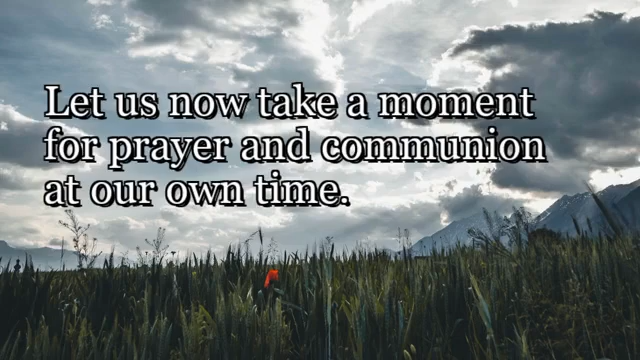 Let us now take a moment
for prayer and communion
at our own time.